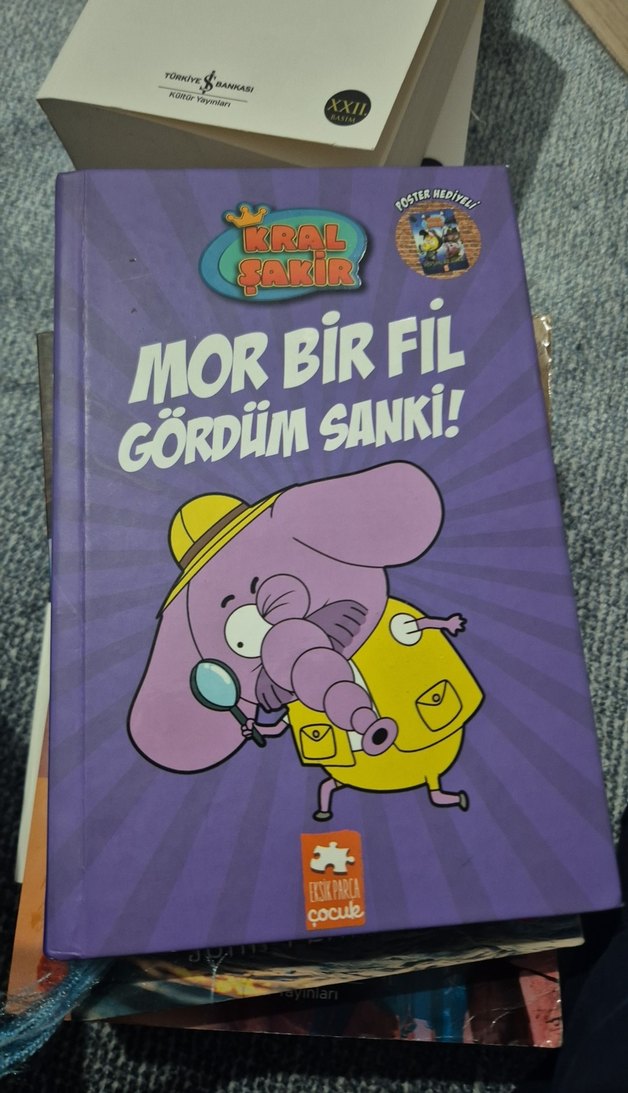 TÜRKİYE İŞ BANKASI
Kültür Yayınları
XXII.
BASIM
POSTER HEDİYELİ
KRAL
ŞAKİR
MOR BİR FİL
GÖRDÜM SANKİ!
EKSİK PARÇA
çocuk
Yayınları